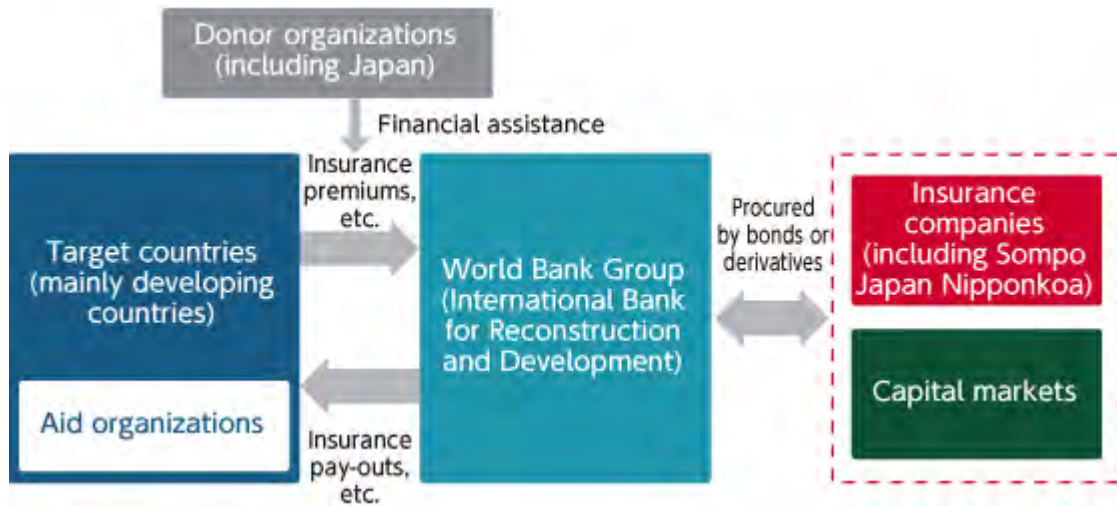 Donor organizations
(including Japan)
Financial assistance
Insurance
premiums,
etc.
Target countries
(mainly developing
countries)
Aid organizations
Insurance
pay-outs,
etc.
World Bank Group
(International Bank
for Reconstruction
and Development)
Procured
by bonds or
derivatives
Insurance
companies
(including Sompo
Japan Nipponkoa)
Capital markets